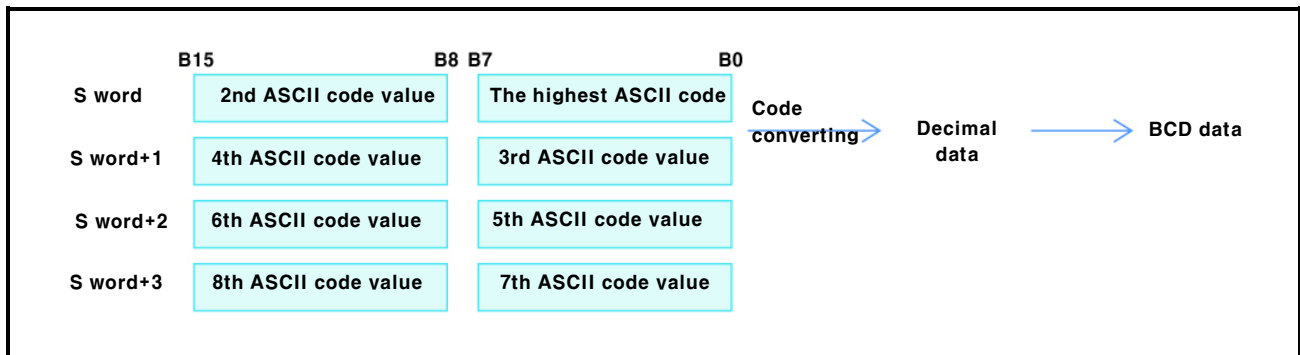 B15 B8 B7 B0
S word 2nd ASCII code value The highest ASCII code
Code
converting
Decimal
data
BCD data
S word+1 4th ASCII code value 3rd ASCII code value
S word+2 6th ASCII code value 5th ASCII code value
S word+3 8th ASCII code value 7th ASCII code value